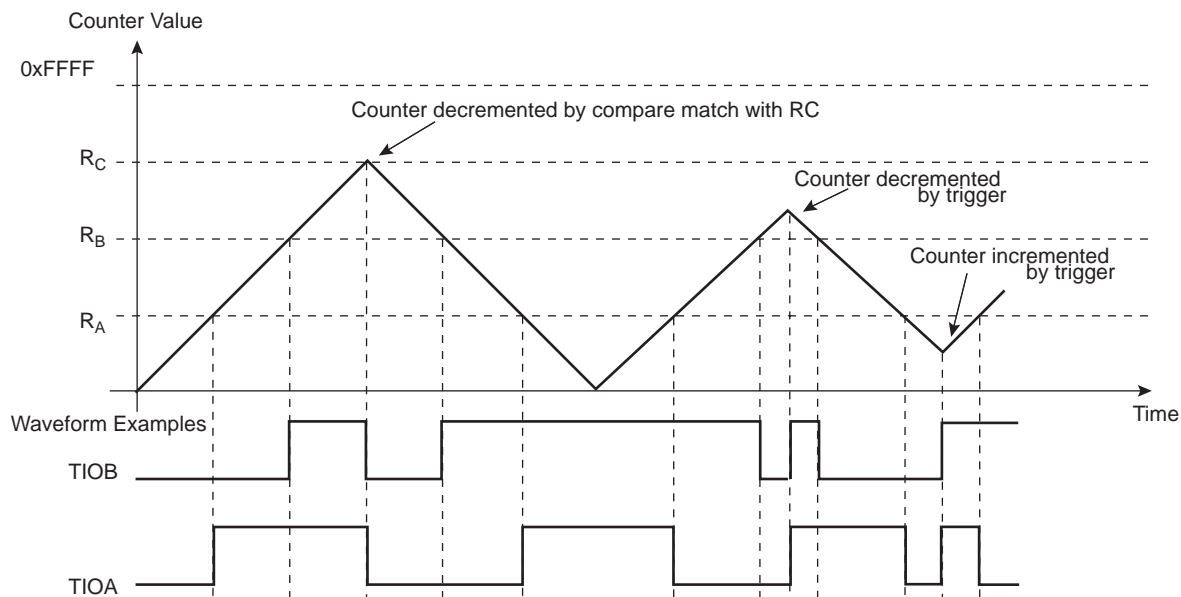 Counter Value
0xFFFF
Counter decremented by compare match with RC
RC
Counter decremented
by trigger
RB
Counter incremented
by trigger
RA
Time
Waveform Examples
TIOB
TIOA